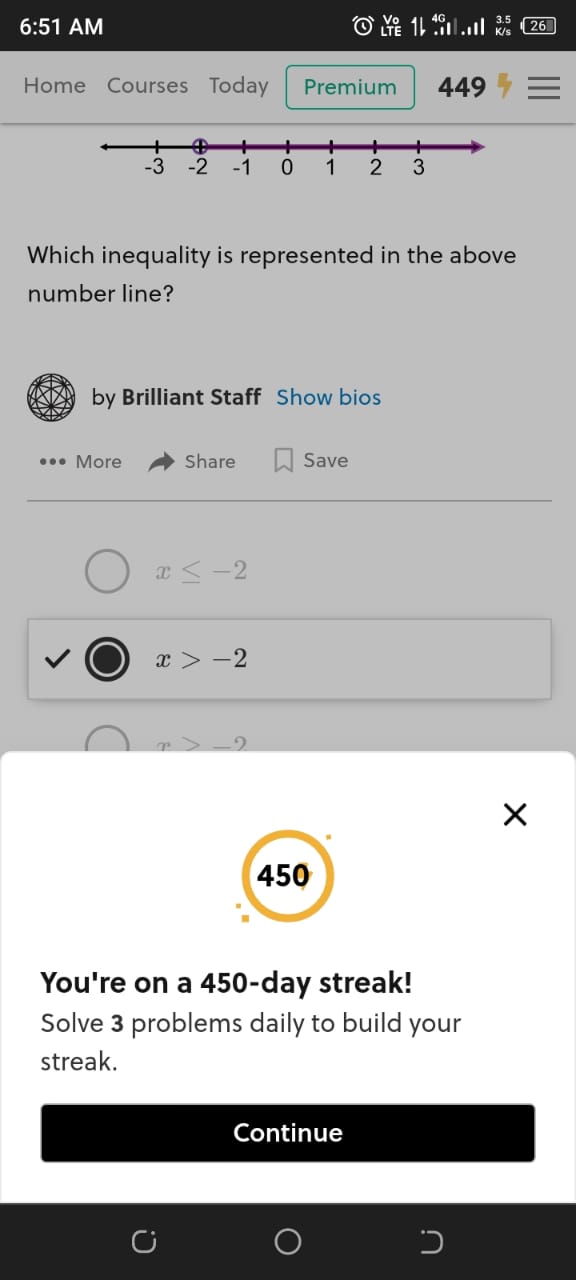 6:51 AM Vo LTE 4G 3.5 K/s 26
Home Courses Today Premium 449
-3 -2 -1 0 1 2 3
Which inequality is represented in the above
number line?
by Brilliant Staff Show bios
More Share Save
x ≤ −2
x > −2
x ≥ −2
450
You're on a 450-day streak!
Solve 3 problems daily to build your
streak.
Continue